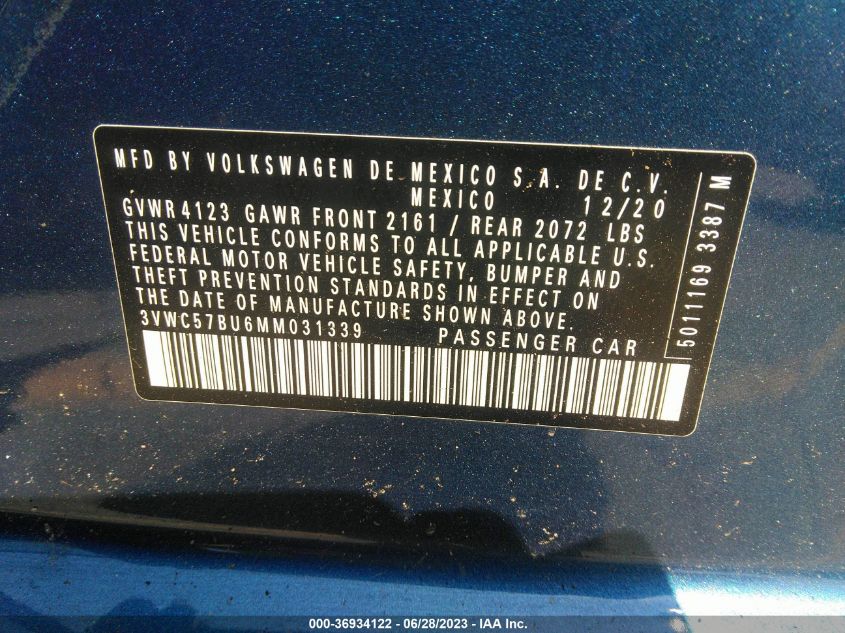 MFD BY VOLKSWAGEN DE MEXICO S.A. DE C.V.
MEXICO 12/20
GVWR 4123 GAWR FRONT 2161 / REAR 2072 LBS
THIS VEHICLE CONFORMS TO ALL APPLICABLE U.S.
FEDERAL MOTOR VEHICLE SAFETY, BUMPER AND
THEFT PREVENTION STANDARDS IN EFFECT ON
THE DATE OF MANUFACTURE SHOWN ABOVE.
3VWC57BU6MM031339 PASSENGER CAR
5011169 3387 M
000-36934122 - 06/28/2023 - IAA Inc.